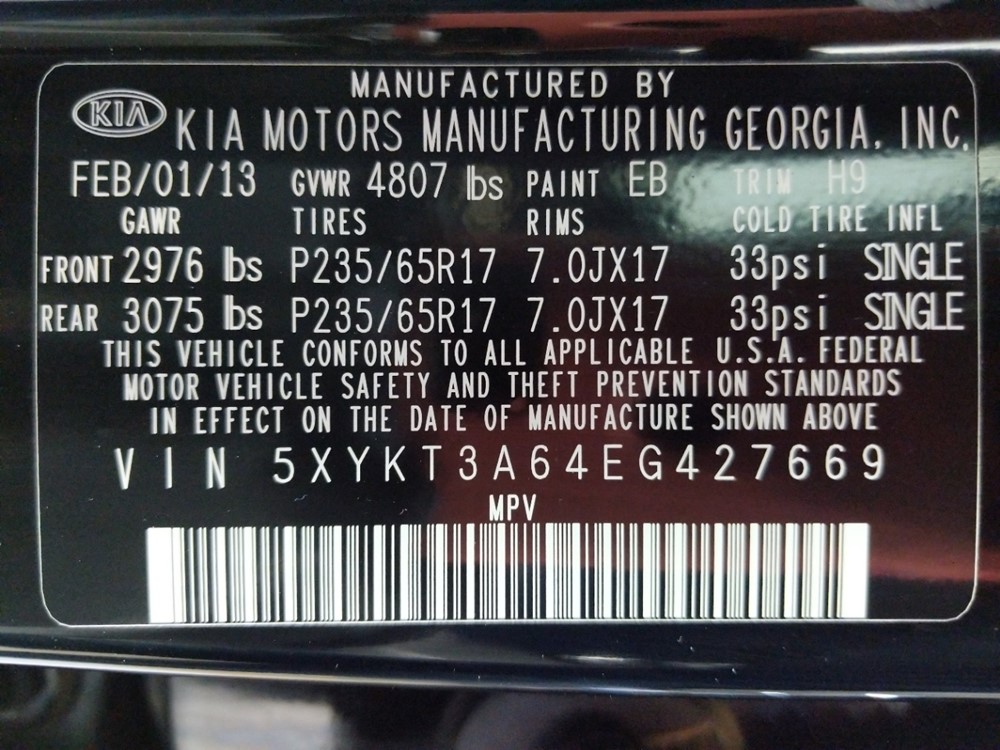 MANUFACTURED BY
KIA KIA MOTORS MANUFACTURING GEORGIA, INC.
FEB/01/13 GVWR 4807 lbs PAINT EB TRIM H9
GAWR TIRES RIMS COLD TIRE INFL
FRONT 2976 lbs P235/65R17 7.0JX17 33psi SINGLE
REAR 3075 lbs P235/65R17 7.0JX17 33psi SINGLE
THIS VEHICLE CONFORMS TO ALL APPLICABLE U.S.A. FEDERAL
MOTOR VEHICLE SAFETY AND THEFT PREVENTION STANDARDS
IN EFFECT ON THE DATE OF MANUFACTURE SHOWN ABOVE
VIN 5XYKT3A64EG427669
MPV